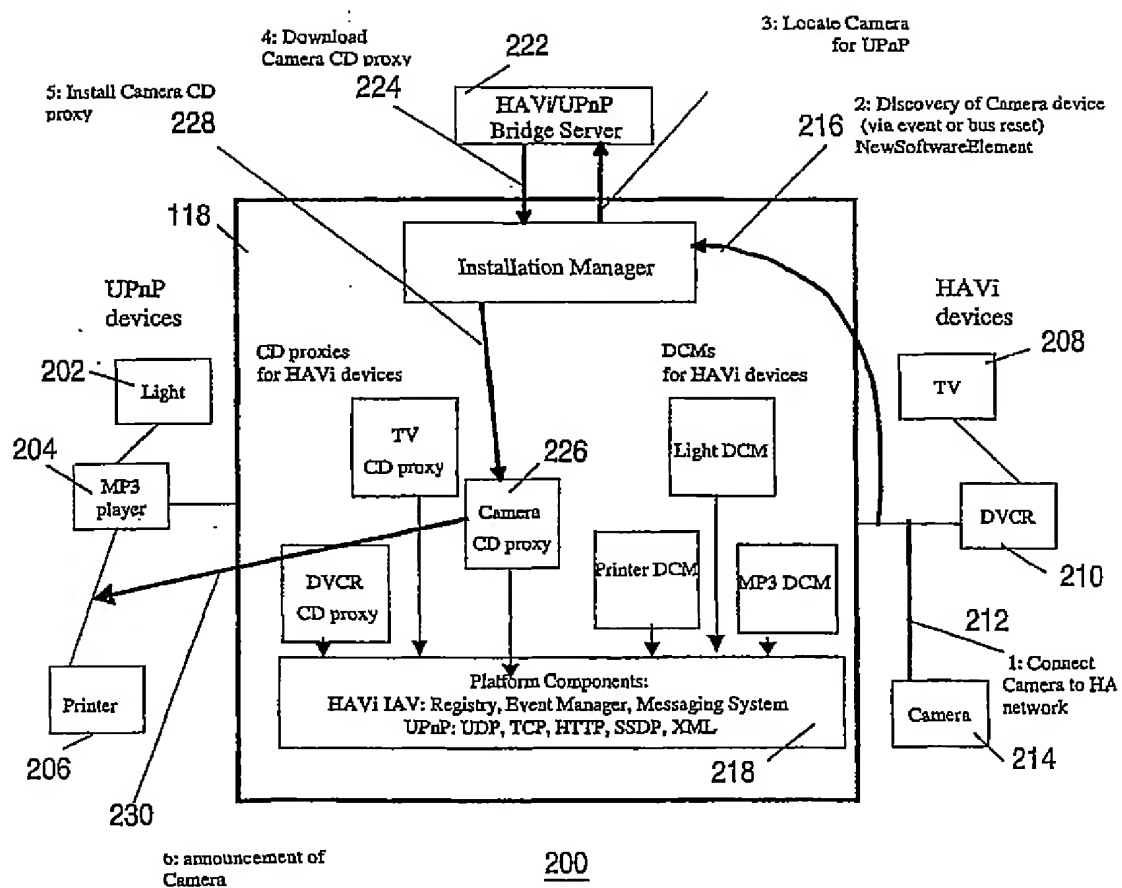 4: Download
Camera CD proxy
224
222
3: Locate Camera
for UPnP
5: Install Camera CD
proxy
228
HAVi/UPnP
Bridge Server
216
2: Discovery of Camera device
(via event or bus reset)
NewSoftwareElement
118
Installation Manager
UPnP
devices
HAVi
devices
202
Light
CD proxies
for HAVi devices
DCMs
for HAVi devices
208
TV
204
MP3
player
TV
CD proxy
226
Camera
CD proxy
Light DCM
DVCR
210
DVCR
CD proxy
Printer DCM
MP3 DCM
212
1: Connect
Camera to HA
network
Printer
206
Platform Components:
HAVi IAV: Registry, Event Manager, Messaging System
UPnP: UDP, TCP, HTTP, SSDP, XML
218
Camera
214
230
6: announcement of
Camera
200